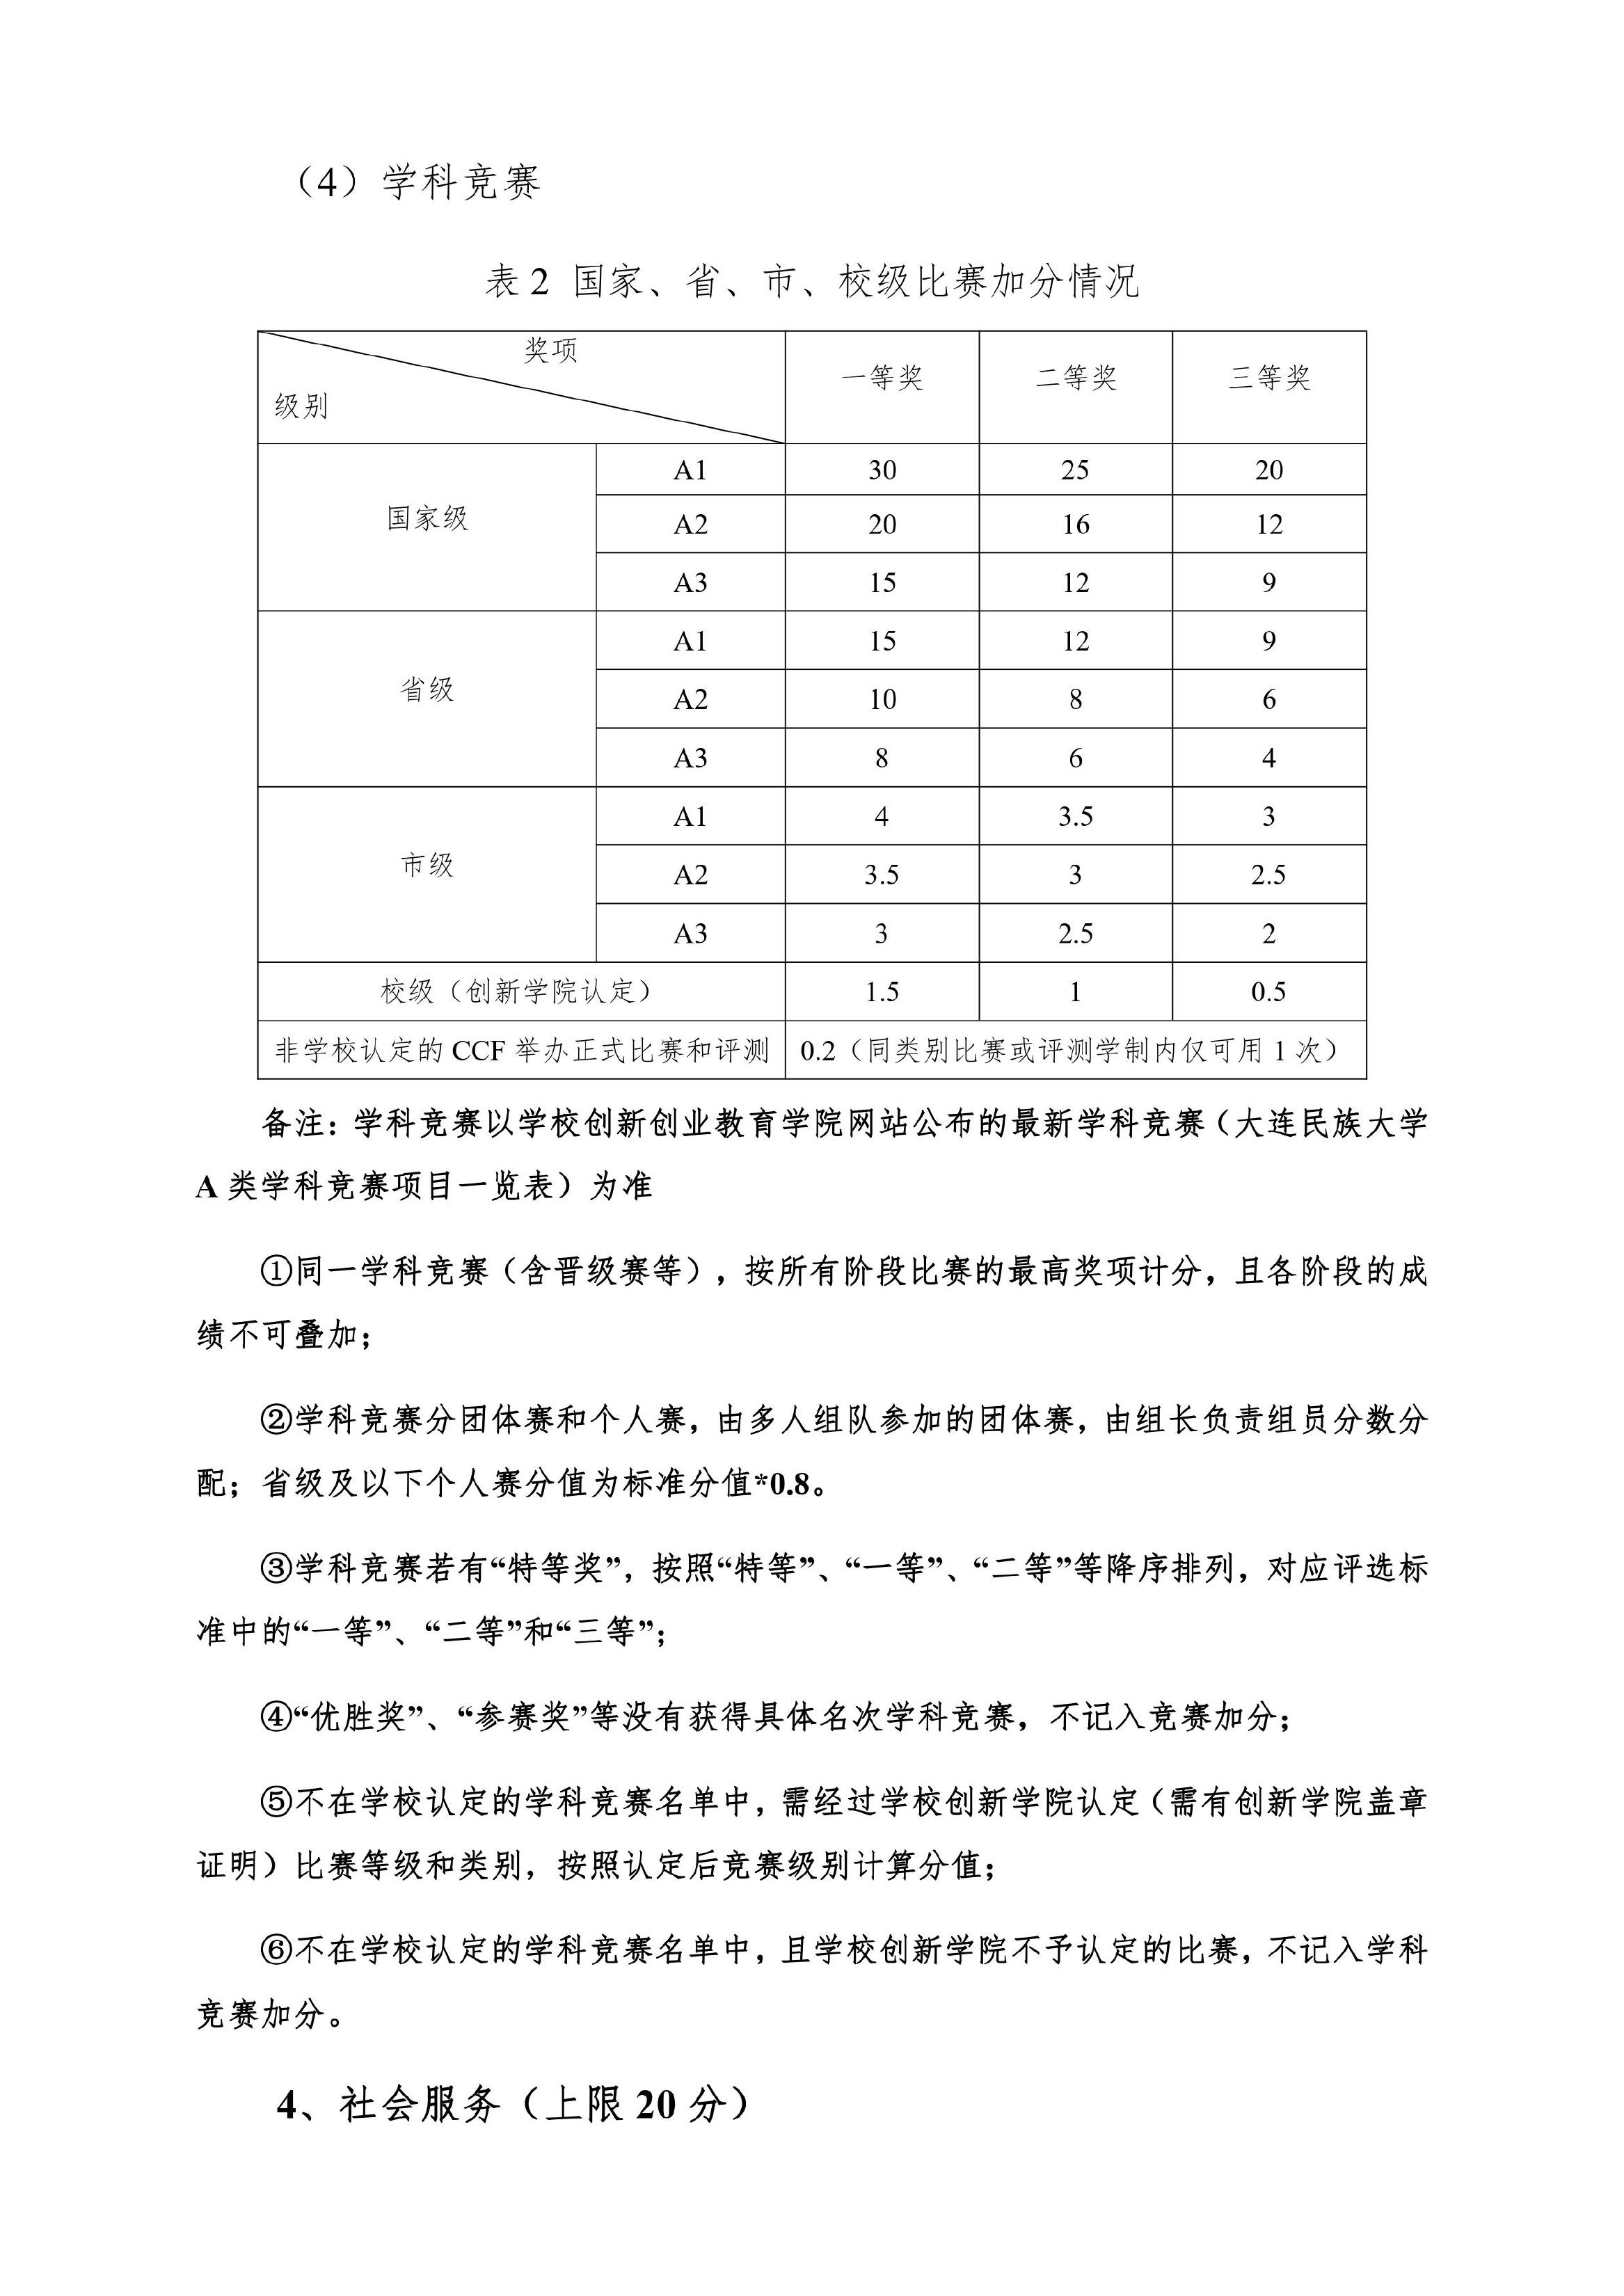 （4）学科竞赛
表 2 国家、省、市、校级比赛加分情况
奖项
级别
一等奖 二等奖 三等奖
国家级
A1 30 25 20
A2 20 16 12
A3 15 12 9
省级
A1 15 12 9
A2 10 8 6
A3 8 6 4
市级
A1 4 3.5 3
A2 3.5 3 2.5
A3 3 2.5 2
校级（创新学院认定） 1.5 1 0.5
非学校认定的 CCF 举办正式比赛和评测 0.2（同类别比赛或评测学制内仅可用 1 次）
备注：学科竞赛以学校创新创业教育学院网站公布的最新学科竞赛（大连民族大学
A 类学科竞赛项目一览表）为准
①同一学科竞赛（含晋级赛等），按所有阶段比赛的最高奖项计分，且各阶段的成
绩不可叠加；
②学科竞赛分团体赛和个人赛，由多人组队参加的团体赛，由组长负责组员分数分
配；省级及以下个人赛分值为标准分值*0.8。
③学科竞赛若有“特等奖”，按照“特等”、“一等”、“二等”等降序排列，对应评选标
准中的“一等”、“二等”和“三等”；
④“优胜奖”、“参赛奖”等没有获得具体名次学科竞赛，不记入竞赛加分；
⑤不在学校认定的学科竞赛名单中，需经过学校创新学院认定（需有创新学院盖章
证明）比赛等级和类别，按照认定后竞赛级别计算分值；
⑥不在学校认定的学科竞赛名单中，且学校创新学院不予认定的比赛，不记入学科
竞赛加分。
4、社会服务（上限 20 分）